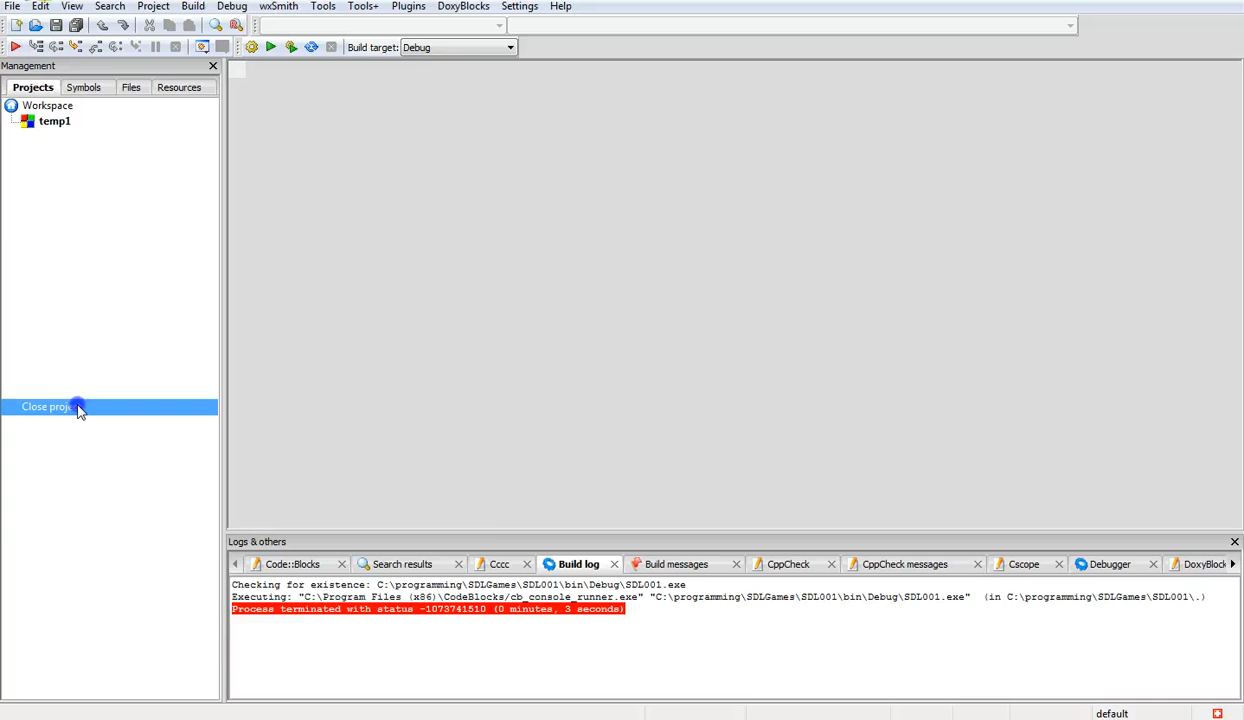 File Edit View Search Project Build Debug wxSmith Tools Tools+ Plugins DoxyBlocks Settings Help
Build target: Debug
Management
Projects Symbols Files Resources
Workspace
temp1
Close
Logs & others
Code::Blocks Search results Cccc Build log Build messages CppCheck CppCheck messages Cscope Debugger DoxyBlock
Checking for existence: C:\programming\SDLGames\SDL001\bin\Debug\SDL001.exe
Executing: "C:\Program Files (x86)\CodeBlocks/cb_console_runner.exe" "C:\programming\SDLGames\SDL001\bin\Debug\SDL001.exe" (in C:\programming\SDLGames\SDL001\.)
Process terminated with status -1073741510 (0 minutes, 3 seconds)
default